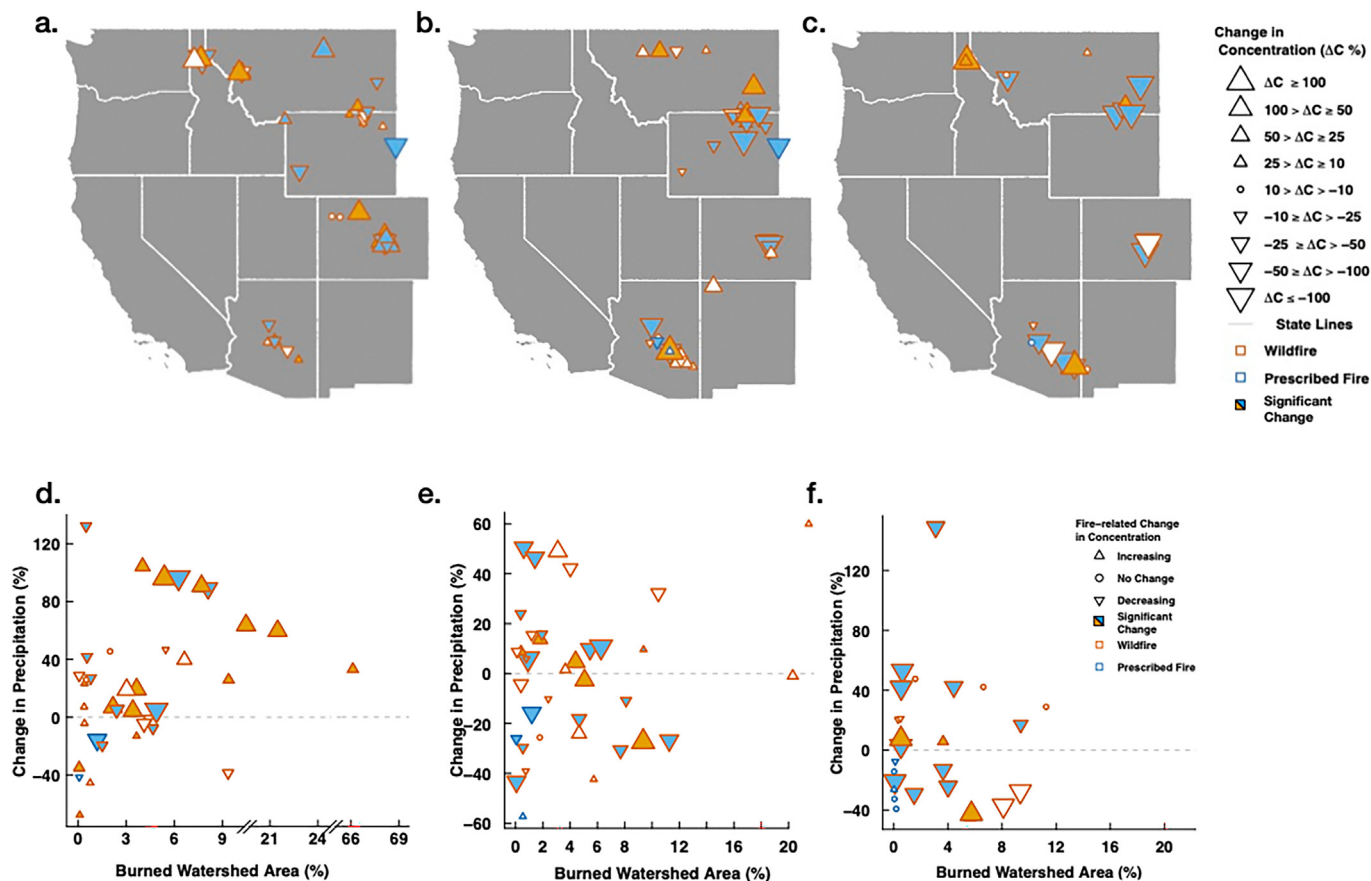 a.
b.
c.
Change in
Concentration (ΔC %)
ΔC ≥ 100
100 > ΔC ≥ 50
50 > ΔC ≥ 25
25 > ΔC ≥ 10
10 > ΔC > −10
−10 ≥ ΔC > −25
−25 ≥ ΔC > −50
−50 ≥ ΔC > −100
ΔC ≤ −100
State Lines
Wildfire
Prescribed Fire
Significant
Change
d.
e.
f.
Change in Precipitation (%)
120
80
40
0
−40
0 3 6 9 21 24 66 69
Burned Watershed Area (%)
Change in Precipitation (%)
60
40
20
0
−20
−40
−60
0 2 4 6 8 12 16 20
Burned Watershed Area (%)
Change in Precipitation (%)
120
80
40
0
−40
0 4 8 12 16 20
Burned Watershed Area (%)
Fire−related Change
in Concentration
Increasing
No Change
Decreasing
Significant
Change
Wildfire
Prescribed Fire